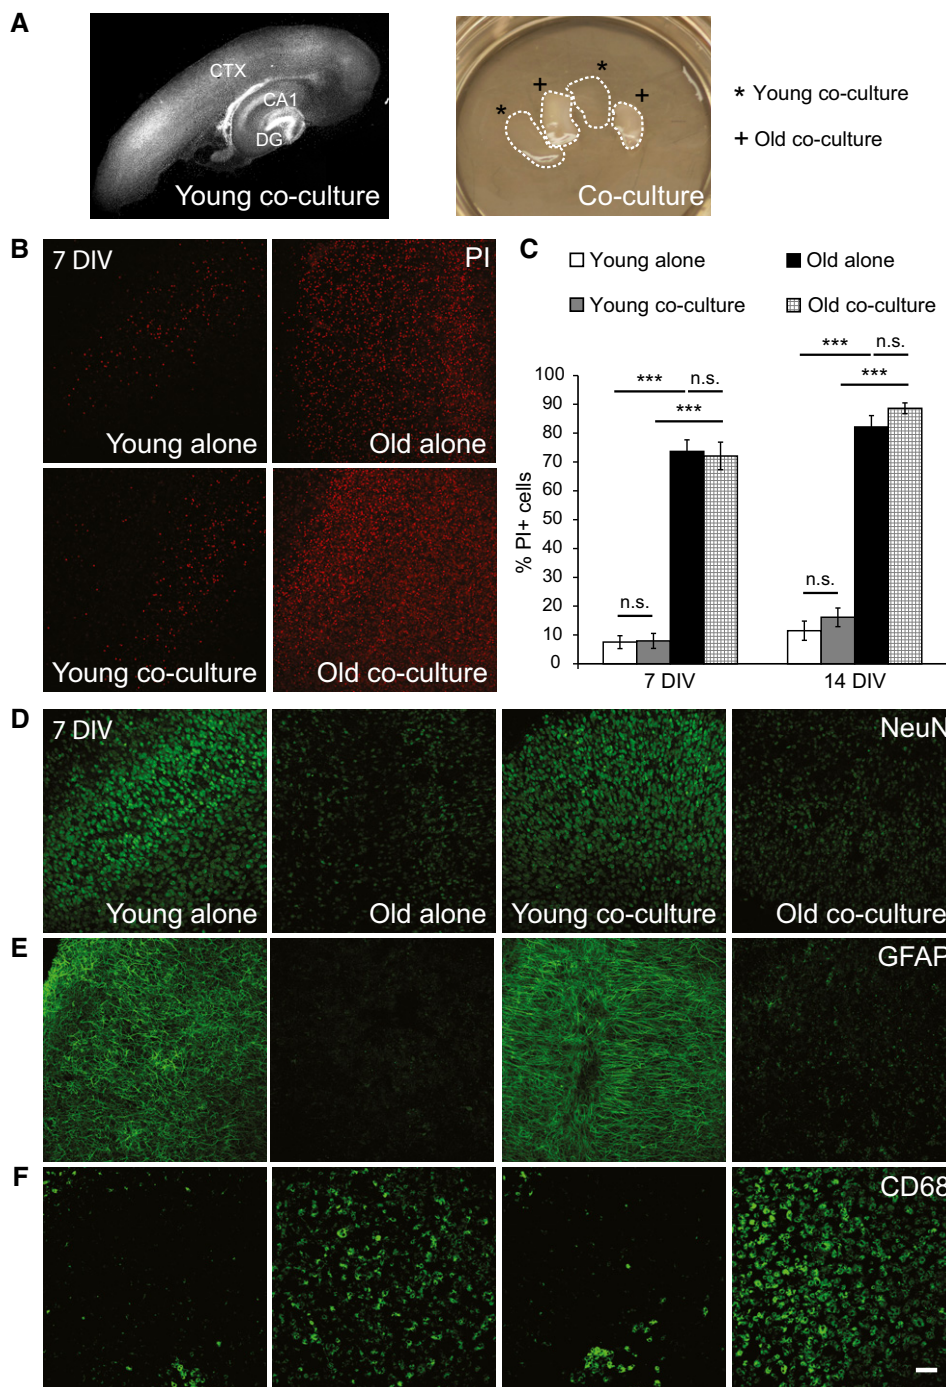 A
CTX
CA1
DG
Young co-culture
*
+
*
+
Co-culture
* Young co-culture
+ Old co-culture
B
7 DIV
PI
Young alone
Old alone
Young co-culture
Old co-culture
C
Young alone
Old alone
Young co-culture
Old co-culture
% PI+ cells
100
90
80
70
60
50
40
30
20
10
0
n.s.
***
n.s.
***
n.s.
***
n.s.
***
7 DIV
14 DIV
D
7 DIV
NeuN
Young alone
Old alone
Young co-culture
Old co-culture
E
GFAP
F
CD68